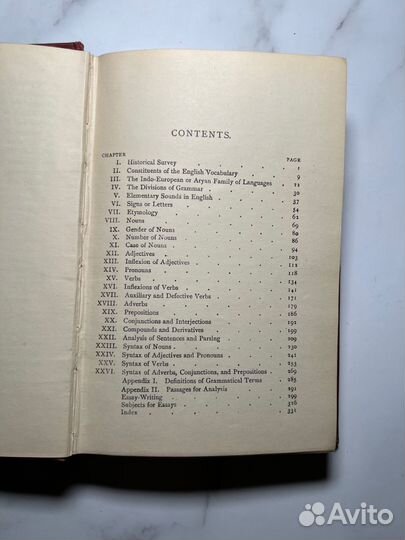 CONTENTS.
CHAPTER PAGE
I. Historical Survey 1
II. Constituents of the English Vocabulary 9
III. The Indo-European or Aryan Family of Languages 21
IV. The Divisions of Grammar 30
V. Elementary Sounds in English 37
VI. Signs or Letters 54
VII. Etymology 62
VIII. Nouns 69
IX. Gender of Nouns 80
X. Number of Nouns 86
XI. Case of Nouns 94
XII. Adjectives 103
XIII. Inflexion of Adjectives 112
XIV. Pronouns 118
XV. Verbs 134
XVI. Inflexions of Verbs 141
XVII. Auxiliary and Defective Verbs 171
XVIII. Adverbs 179
XIX. Prepositions 186
XX. Conjunctions and Interjections 192
XXI. Compounds and Derivatives 199
XXII. Analysis of Sentences and Parsing 209
XXIII. Syntax of Nouns 230
XXIV. Syntax of Adjectives and Pronouns 241
XXV. Syntax of Verbs 253
XXVI. Syntax of Adverbs, Conjunctions, and Prepositions 269
Appendix I. Definitions of Grammatical Terms 285
Appendix II. Passages for Analysis 292
Essay-Writing 299
Subjects for Essays 326
Index 331
Avito